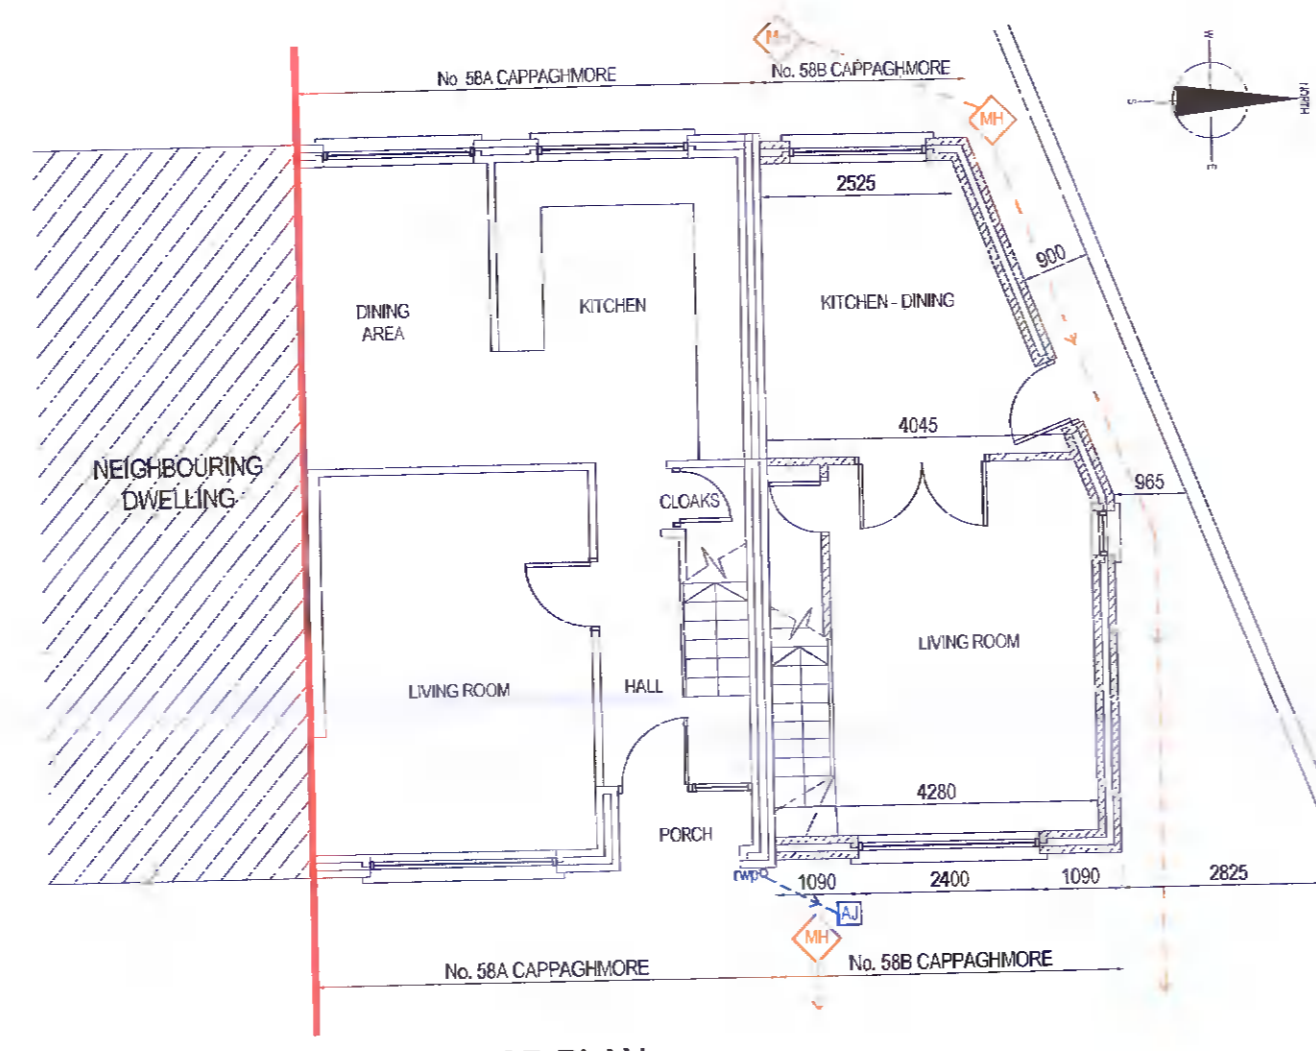 MH
No. 58A CAPPAGHMORE
No. 58B CAPPAGHMORE
W
S
NORTH
E
MH
2525
900
DINING
AREA
KITCHEN
KITCHEN - DINING
4045
NEIGHBOURING
DWELLING
CLOAKS
965
LIVING ROOM
HALL
LIVING ROOM
4280
PORCH
rwp
1090
2400
1090
2825
AJ
MH
No. 58A CAPPAGHMORE
No. 58B CAPPAGHMORE